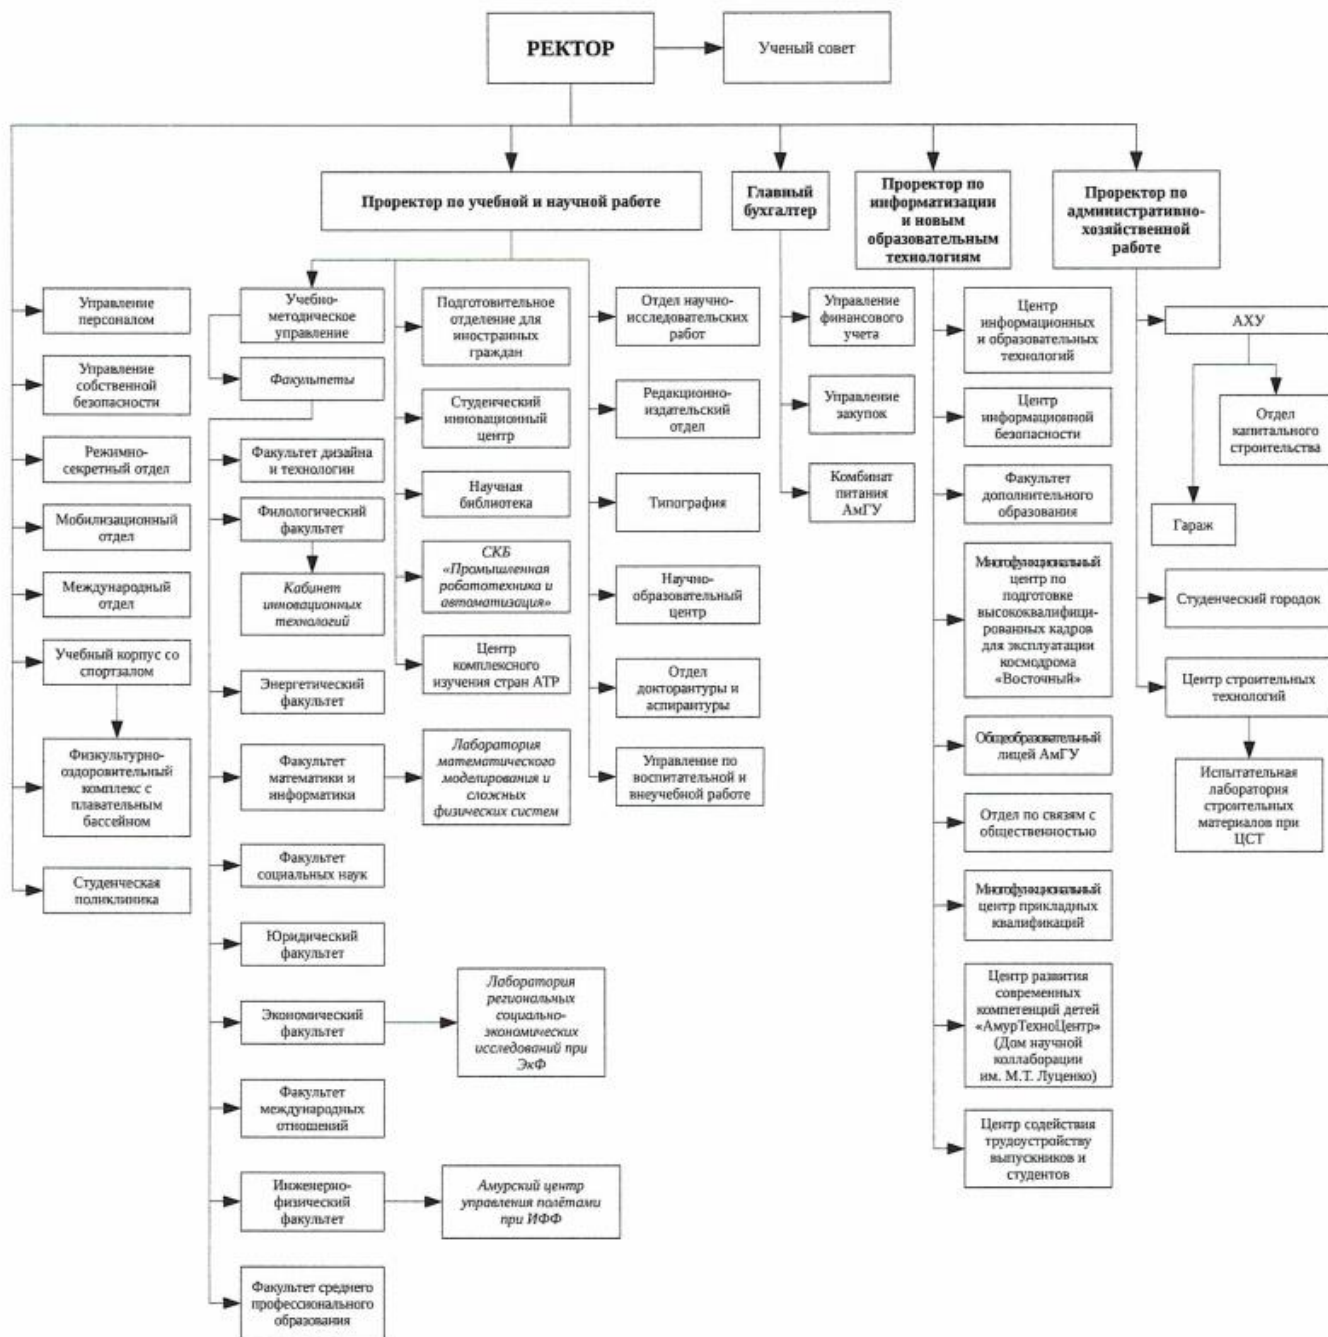 РЕКТОР
Ученый совет
Проректор по учебной и научной работе
Главный
бухгалтер
Проректор по
информатизации
и новым
образовательным
технологиям
Проректор по
административно-
хозяйственной
работе
Управление
персоналом
Управление
собственной
безопасности
Режимно-
секретный отдел
Мобилизационный
отдел
Международный
отдел
Учебный корпус со
спортзалом
Физкультурно-
оздоровительный
комплекс с
плавательным
бассейном
Студенческая
поликлиника
Учебно-
методическое
управление
Факультеты
Факультет дизайна
и технологии
Филологический
факультет
Кабинет
инновационных
технологий
Энергетический
факультет
Факультет
математики и
информатики
Факультет
социальных наук
Юридический
факультет
Экономический
факультет
Факультет
международных
отношений
Инженерно-
физический
факультет
Факультет среднего
профессионального
образования
Подготовительное
отделение для
иностранных
граждан
Студенческий
инновационный
центр
Научная
библиотека
СКБ
«Промышленная
робототехника и
автоматизация»
Центр
комплексного
изучения стран АТР
Лаборатория
математического
моделирования и
сложных
физических систем
Лаборатория
региональных
социально-
экономических
исследований при
ЭкФ
Амурский центр
управления полётами
при ИФФ
Отдел научно-
исследовательских
работ
Редакционно-
издательский
отдел
Типография
Научно-
образовательный
центр
Отдел
докторантуры и
аспирантуры
Управление по
воспитательной и
внеучебной работе
Управление
финансового
учета
Управление
закупок
Комбинат
питания
АмГУ
Центр
информационных
и образовательных
технологий
Центр
информационной
безопасности
Факультет
дополнительного
образования
Многофункциональный
центр по
подготовке
высококвалифици-
рованных кадров
для эксплуатации
космодрома
«Восточный»
Общеобразовательный
лицей АмГУ
Отдел по связям с
общественностью
Многофункциональный
центр прикладных
квалификаций
Центр развития
современных
компетенций детей
«АмурТехноЦентр»
(Дом научной
коллаборации
им. М.Т. Луценко)
Центр содействия
трудоустройству
выпускников и
студентов
АХУ
Отдел
капитального
строительства
Гараж
Студенческий городок
Центр строительных
технологий
Испытательная
лаборатория
строительных
материалов при
ЦСТ